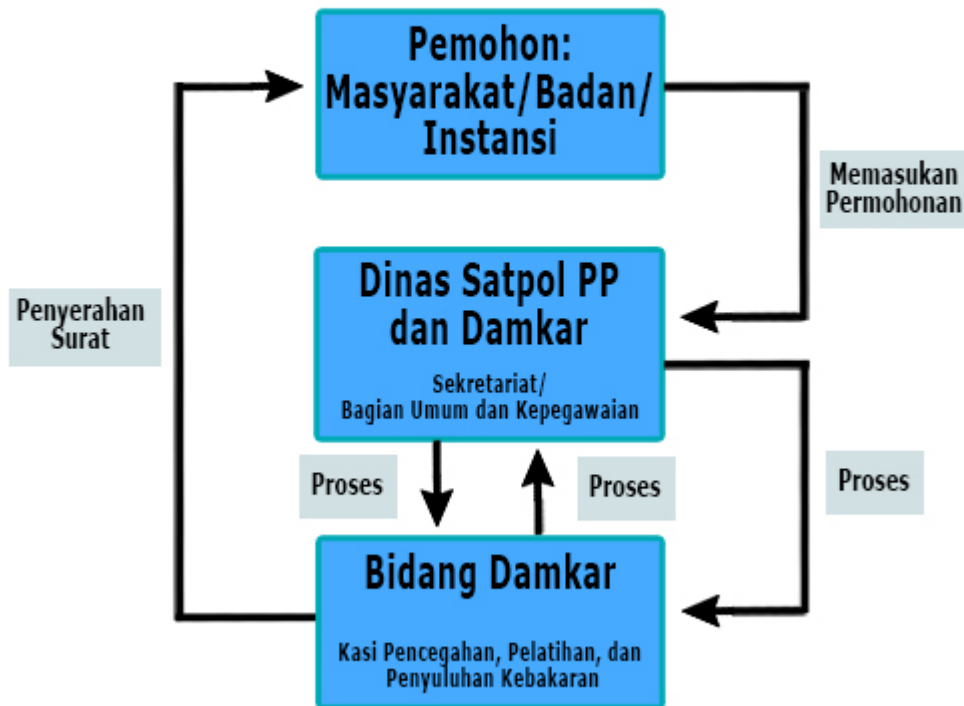 Pemohon:
Masyarakat/Badan/
Instansi
Memasukan
Permohonan
Dinas Satpol PP
dan Damkar
Sekretariat/
Bagian Umum dan Kepegawaian
Penyerahan
Surat
Proses
Proses
Proses
Bidang Damkar
Kasi Pencegahan, Pelatihan, dan
Penyuluhan Kebakaran